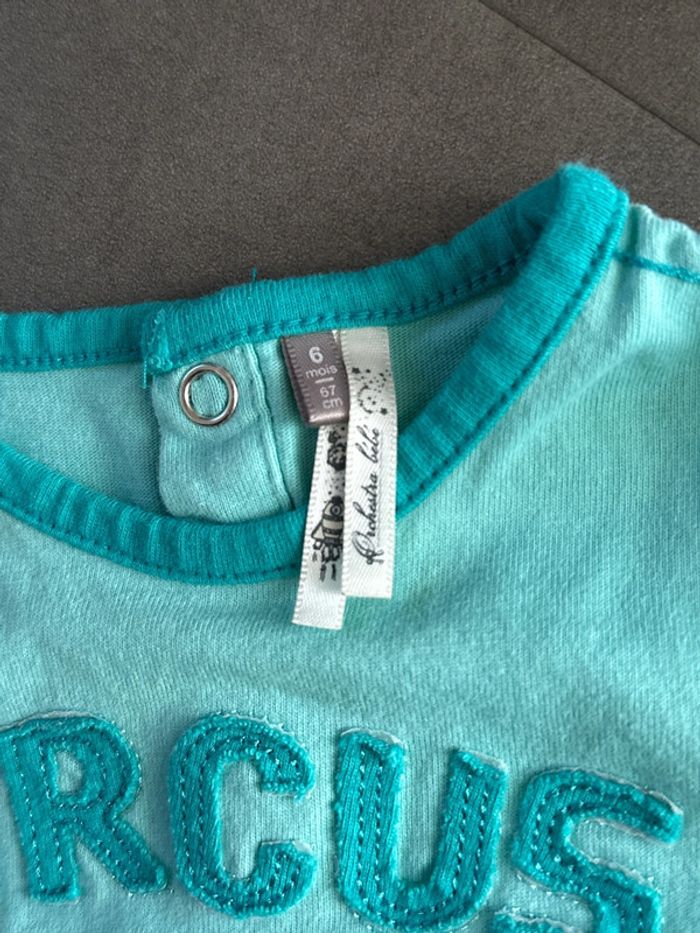 6
mois
67
cm
Orchestra bébé
RCUS